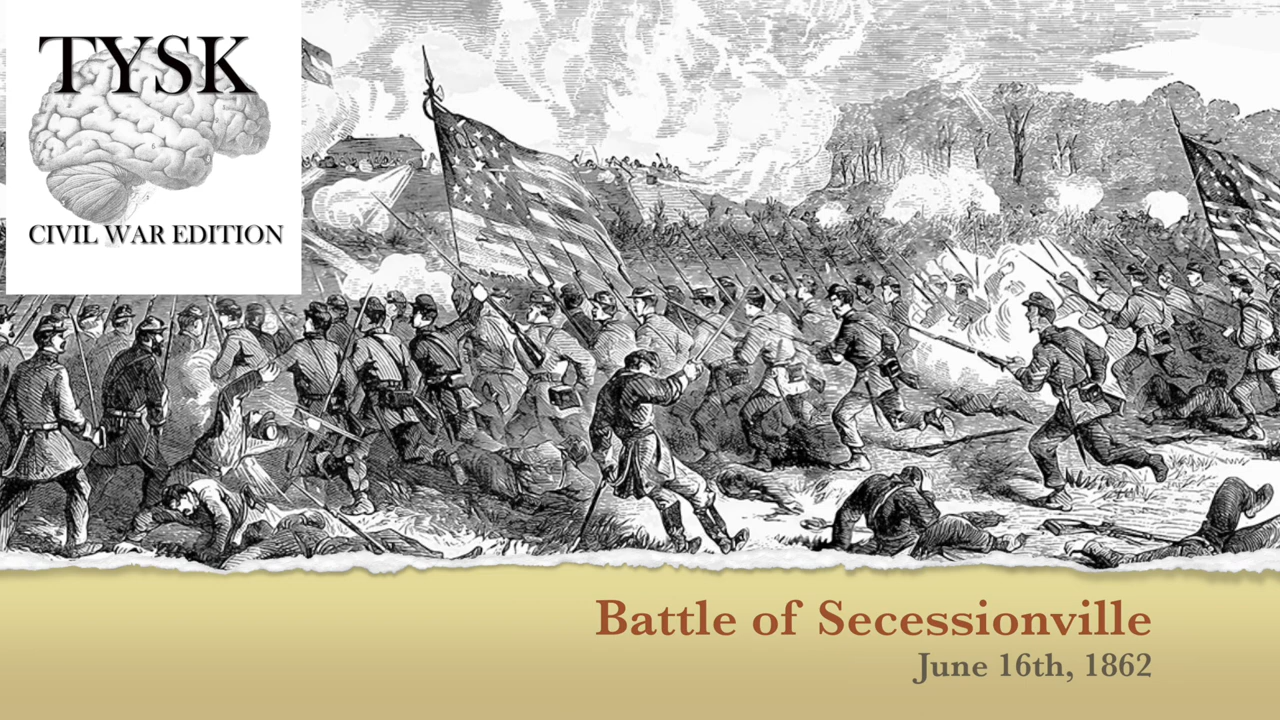 TYSK
CIVIL WAR EDITION
Battle of Secessionville
June 16th, 1862